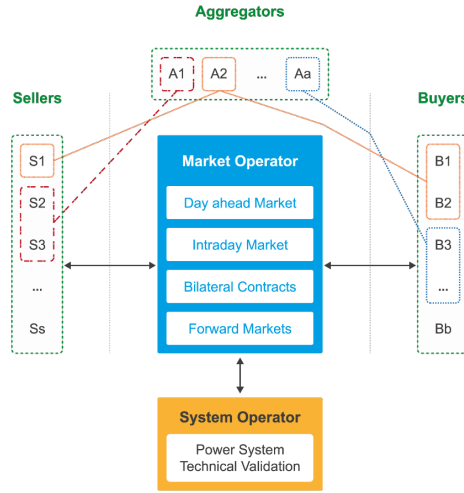 Aggregators
A1 A2 ... Aa
Sellers
Buyers
S1
S2
S3
...
Ss
Market Operator
Day ahead Market
Intraday Market
Bilateral Contracts
Forward Markets
B1
B2
B3
...
Bb
System Operator
Power System
Technical Validation